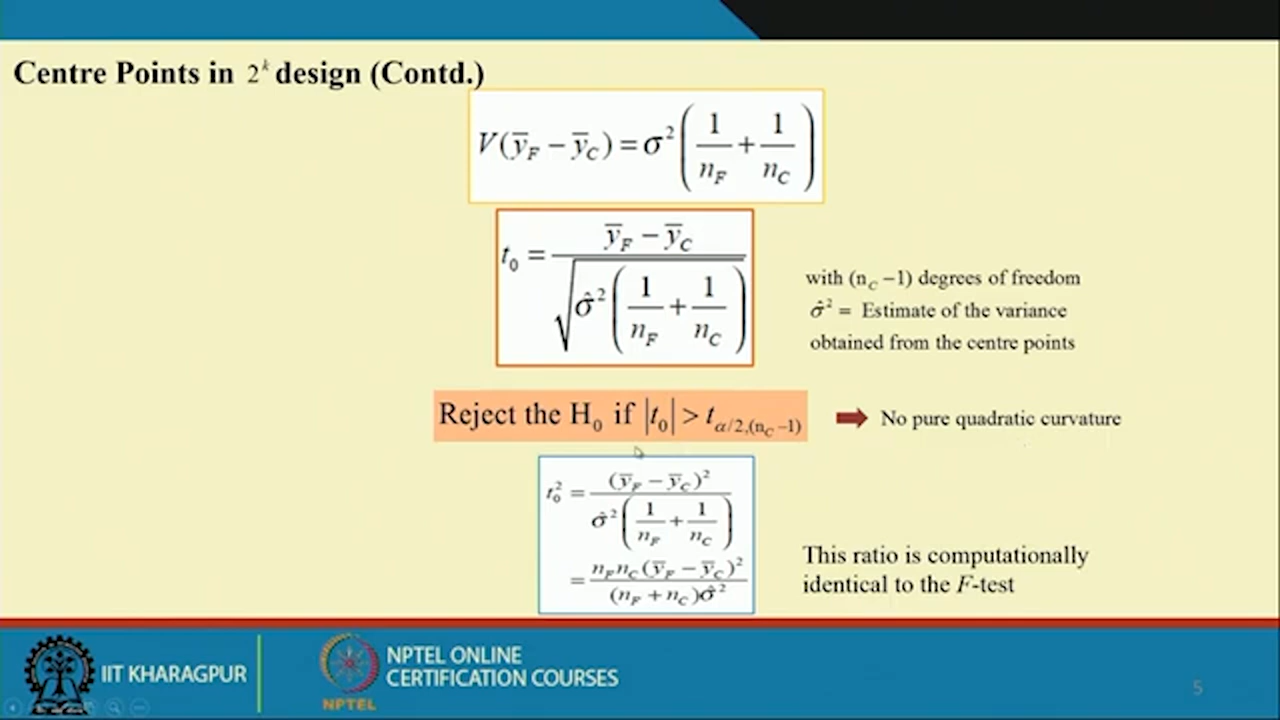 Centre Points in 2^k design (Contd.)
V(ȳ_F − ȳ_C) = σ² (1/n_F + 1/n_C)
t₀ = (ȳ_F − ȳ_C) / √(σ̂² (1/n_F + 1/n_C))
with (n_C −1) degrees of freedom
σ̂² = Estimate of the variance
obtained from the centre points
Reject the H₀ if |t₀| > t_{α/2,(n_C −1)}
No pure quadratic curvature
t₀² = (ȳ_F − ȳ_C)² / (σ̂² (1/n_F + 1/n_C))
= n_F n_C (ȳ_F − ȳ_C)² / ((n_F + n_C)σ̂²)
This ratio is computationally
identical to the F-test
IIT KHARAGPUR
NPTEL
NPTEL ONLINE
CERTIFICATION COURSES
5